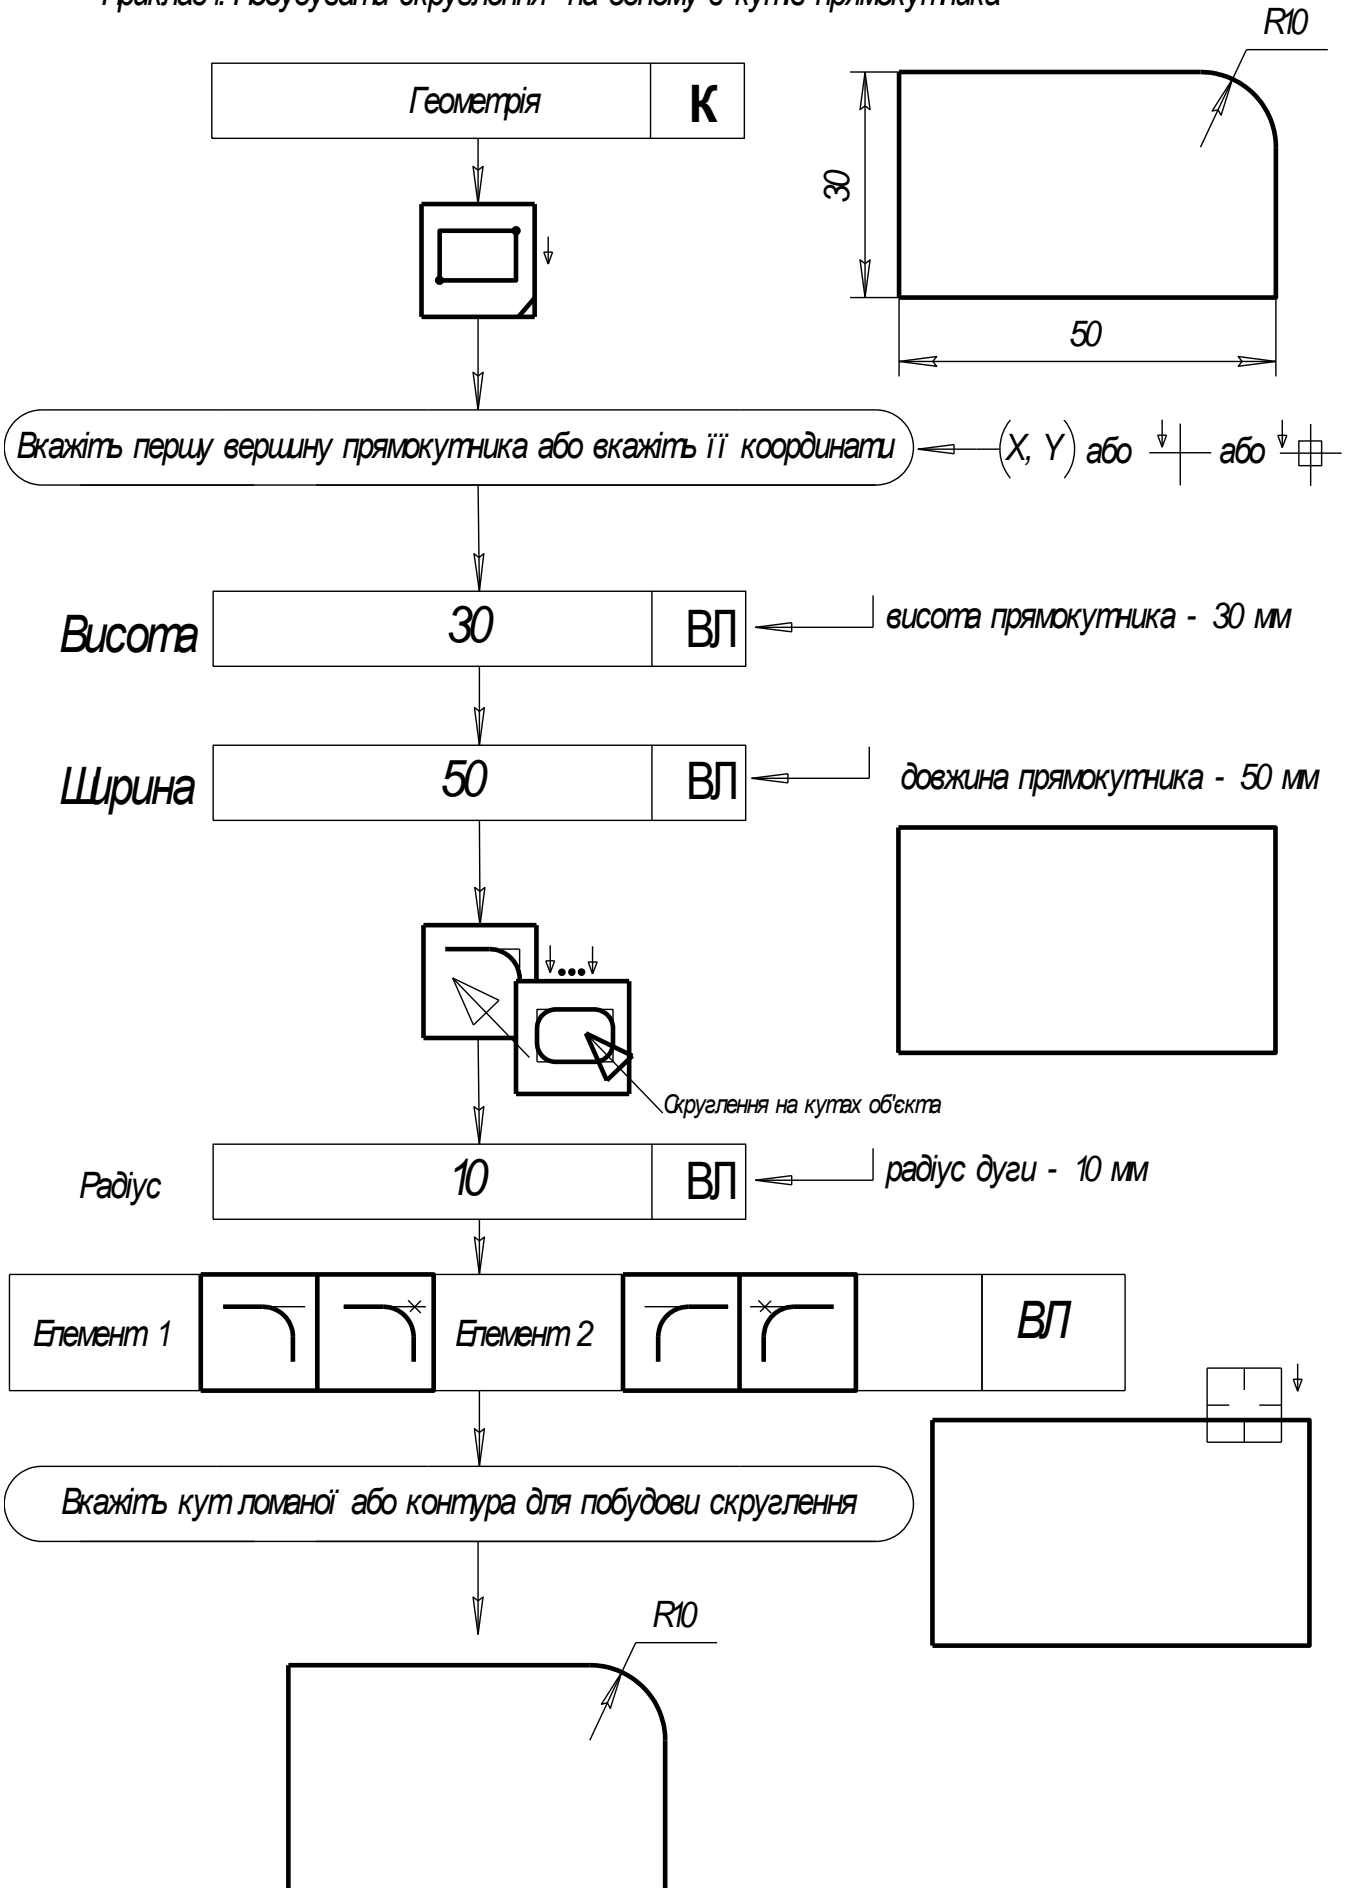 R10
Геометрія К
30
50
Вкажіть першу вершину прямокутника або вкажіть її координати (X, Y) або або
Висота 30 ВЛ висота прямокутника - 30 мм
Ширина 50 ВЛ довжина прямокутника - 50 мм
Скруглення на кутах об'єкта
Радіус 10 ВЛ радіус дуги - 10 мм
Елемент 1 Елемент 2 ВЛ
Вкажіть кут ломаної або контура для побудови скруглення
R10